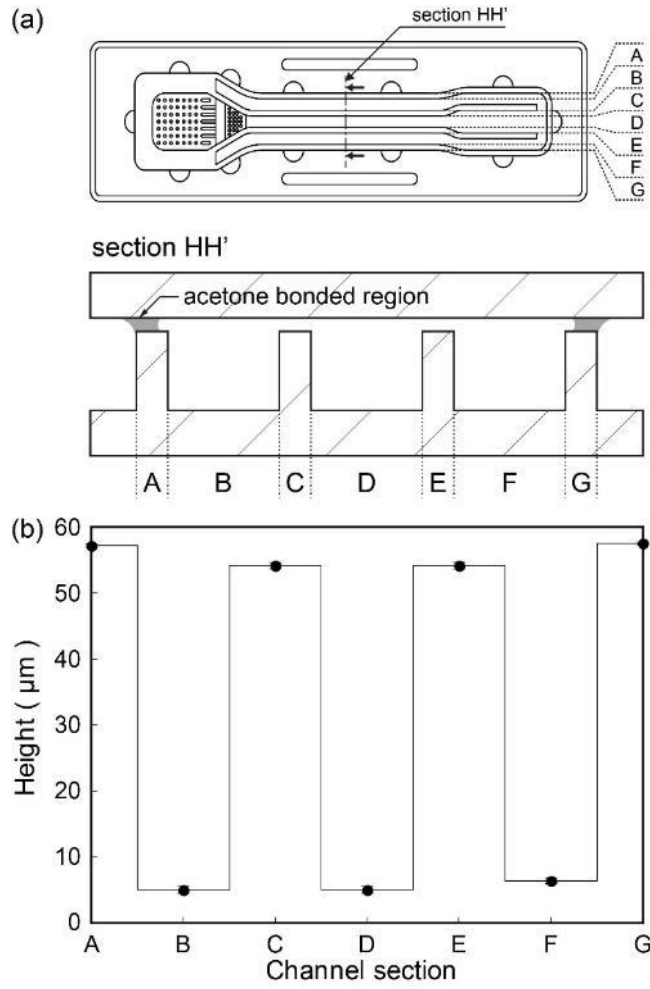 (a)
section HH'
A
B
C
D
E
F
G
section HH'
acetone bonded region
A B C D E F G
(b)
60
50
40
30
20
10
0
Height ( µm )
A B C D E F G
Channel section